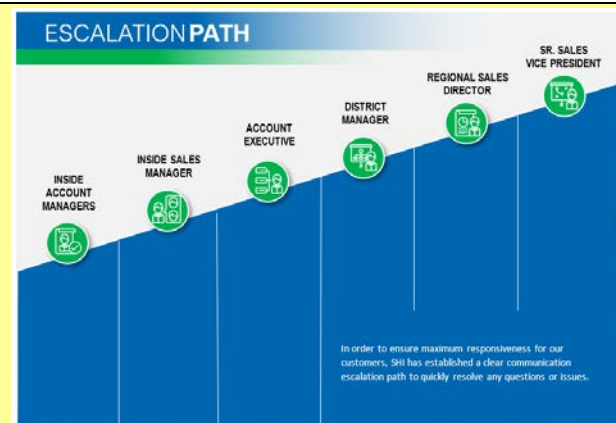 ESCALATION PATH
INSIDE
ACCOUNT
MANAGERS
INSIDE SALES
MANAGER
ACCOUNT
EXECUTIVE
DISTRICT
MANAGER
REGIONAL SALES
DIRECTOR
SR. SALES
VICE PRESIDENT
In order to ensure maximum responsiveness for our
customers, SHI has established a clear communication
escalation path to quickly resolve any questions or issues.